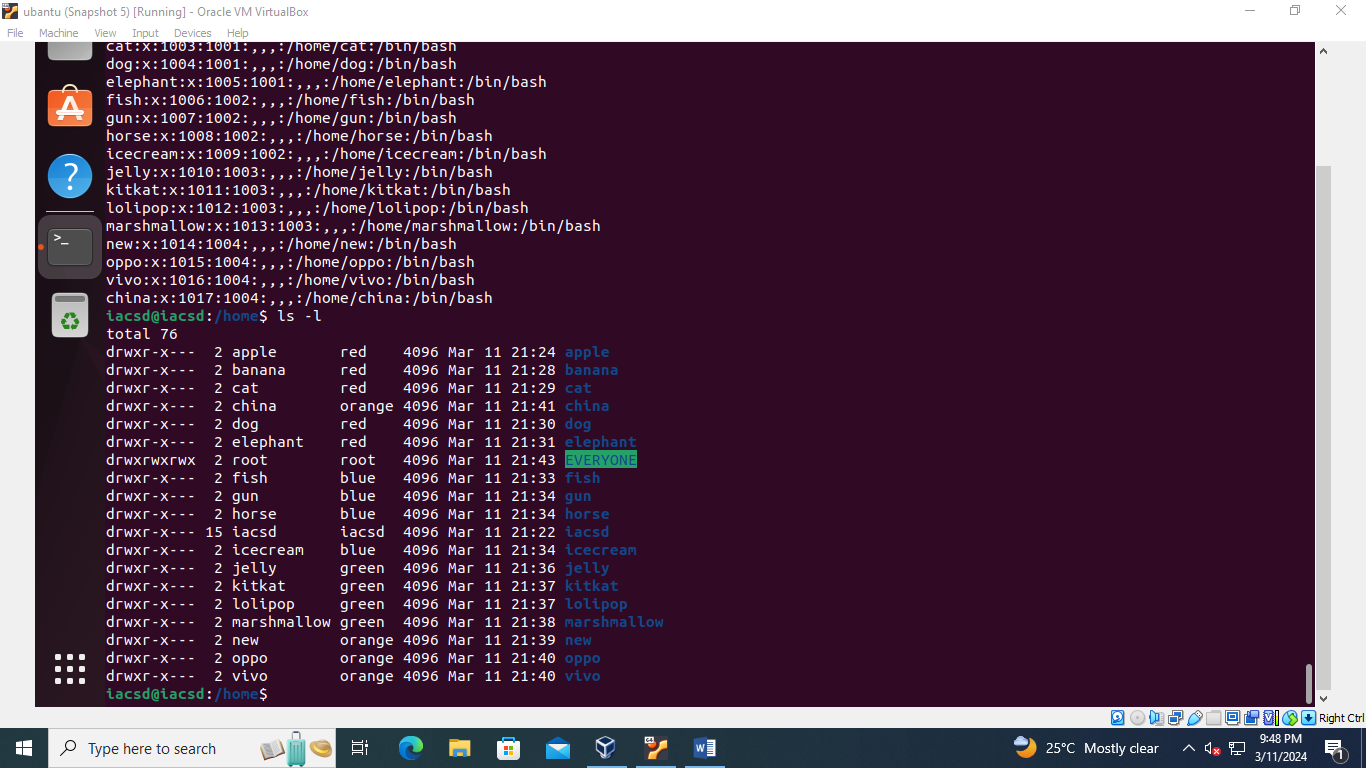 ubantu (Snapshot 5) [Running] - Oracle VM VirtualBox
File Machine View Input Devices Help
cat:x:1003:1001:,,,:/home/cat:/bin/bash
dog:x:1004:1001:,,,:/home/dog:/bin/bash
elephant:x:1005:1001:,,,:/home/elephant:/bin/bash
fish:x:1006:1002:,,,:/home/fish:/bin/bash
gun:x:1007:1002:,,,:/home/gun:/bin/bash
horse:x:1008:1002:,,,:/home/horse:/bin/bash
icecream:x:1009:1002:,,,:/home/icecream:/bin/bash
jelly:x:1010:1003:,,,:/home/jelly:/bin/bash
kitkat:x:1011:1003:,,,:/home/kitkat:/bin/bash
lolipop:x:1012:1003:,,,:/home/lolipop:/bin/bash
marshmallow:x:1013:1003:,,,:/home/marshmallow:/bin/bash
new:x:1014:1004:,,,:/home/new:/bin/bash
oppo:x:1015:1004:,,,:/home/oppo:/bin/bash
vivo:x:1016:1004:,,,:/home/vivo:/bin/bash
china:x:1017:1004:,,,:/home/china:/bin/bash
iacsd@iacsd:/home$ ls -l
total 76
drwxr-x---  2 apple       red    4096 Mar 11 21:24 apple
drwxr-x---  2 banana      red    4096 Mar 11 21:28 banana
drwxr-x---  2 cat         red    4096 Mar 11 21:29 cat
drwxr-x---  2 china       orange 4096 Mar 11 21:41 china
drwxr-x---  2 dog         red    4096 Mar 11 21:30 dog
drwxr-x---  2 elephant    red    4096 Mar 11 21:31 elephant
drwxrwxrwx  2 root        root   4096 Mar 11 21:43 EVERYONE
drwxr-x---  2 fish        blue   4096 Mar 11 21:33 fish
drwxr-x---  2 gun         blue   4096 Mar 11 21:34 gun
drwxr-x---  2 horse       blue   4096 Mar 11 21:34 horse
drwxr-x--- 15 iacsd       iacsd  4096 Mar 11 21:22 iacsd
drwxr-x---  2 icecream    blue   4096 Mar 11 21:34 icecream
drwxr-x---  2 jelly       green  4096 Mar 11 21:36 jelly
drwxr-x---  2 kitkat      green  4096 Mar 11 21:37 kitkat
drwxr-x---  2 lolipop     green  4096 Mar 11 21:37 lolipop
drwxr-x---  2 marshmallow green  4096 Mar 11 21:38 marshmallow
drwxr-x---  2 new         orange 4096 Mar 11 21:39 new
drwxr-x---  2 oppo        orange 4096 Mar 11 21:40 oppo
drwxr-x---  2 vivo        orange 4096 Mar 11 21:40 vivo
iacsd@iacsd:/home$
Right Ctrl
Type here to search
25°C Mostly clear
9:48 PM
3/11/2024
1